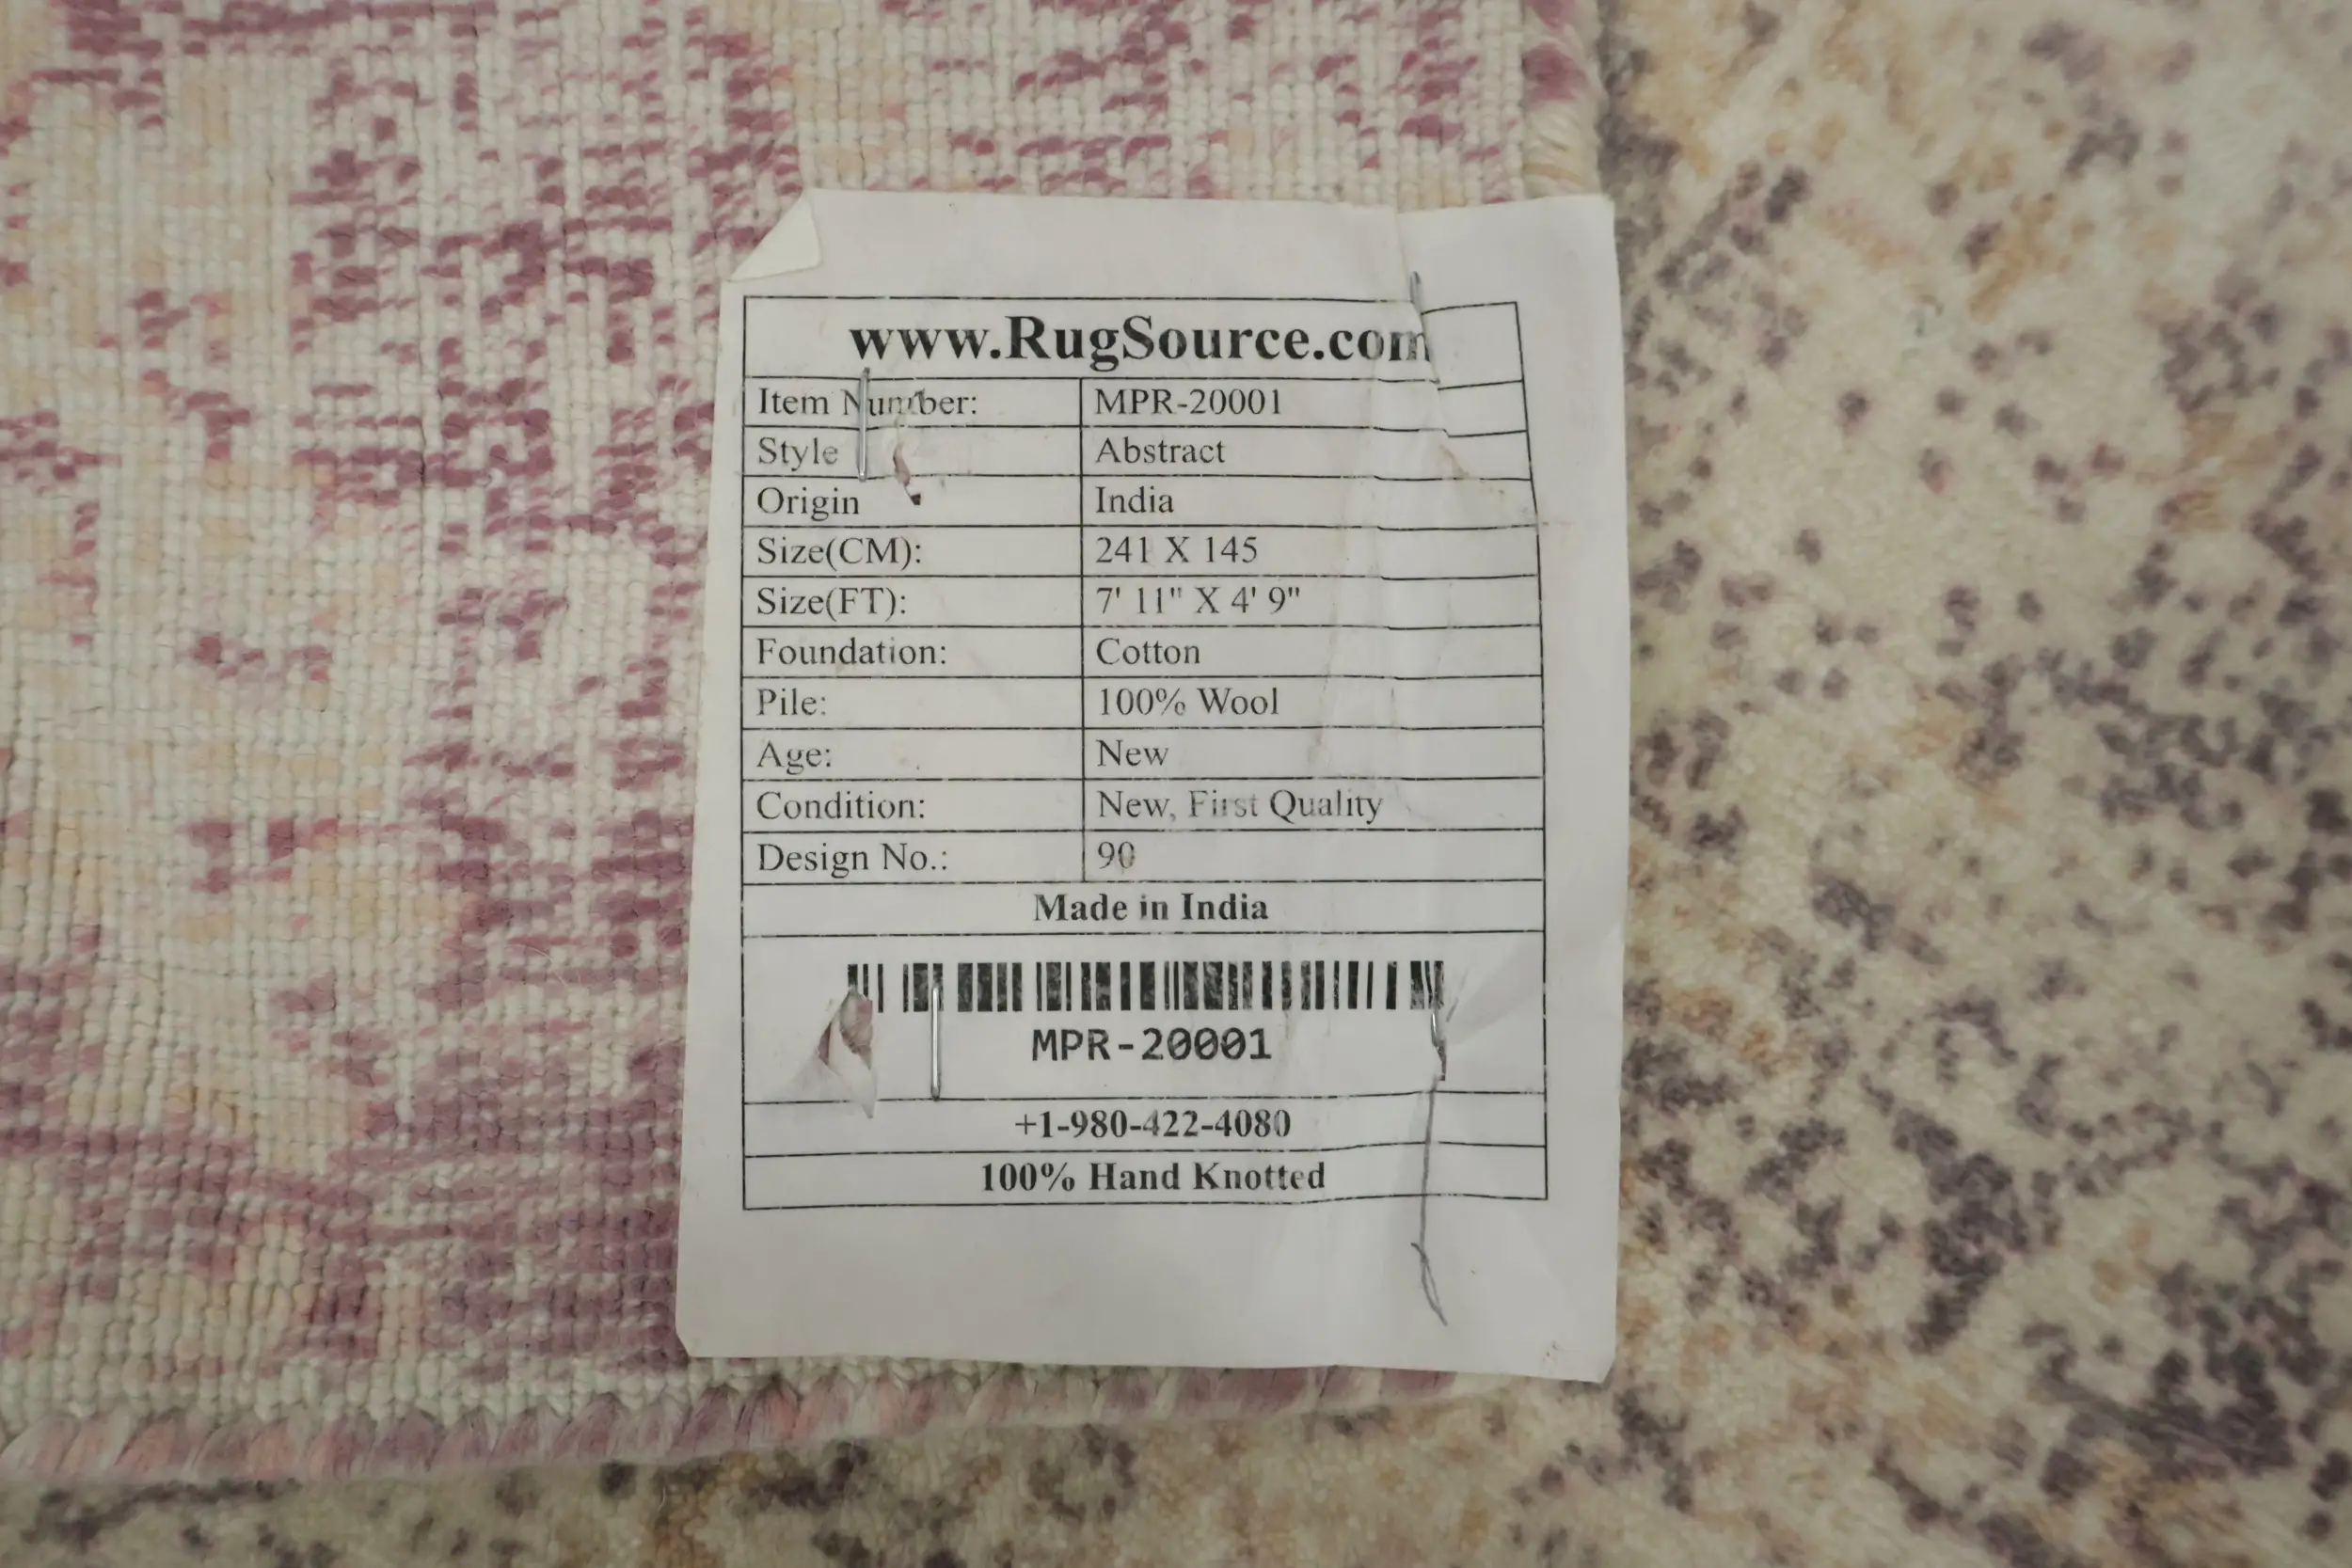 www.RugSource.com
Item Number: MPR-20001
Style Abstract
Origin India
Size(CM): 241 X 145
Size(FT): 7' 11" X 4' 9"
Foundation: Cotton
Pile: 100% Wool
Age: New
Condition: New, First Quality
Design No.: 90
Made in India
MPR-20001
+1-980-422-4080
100% Hand Knotted